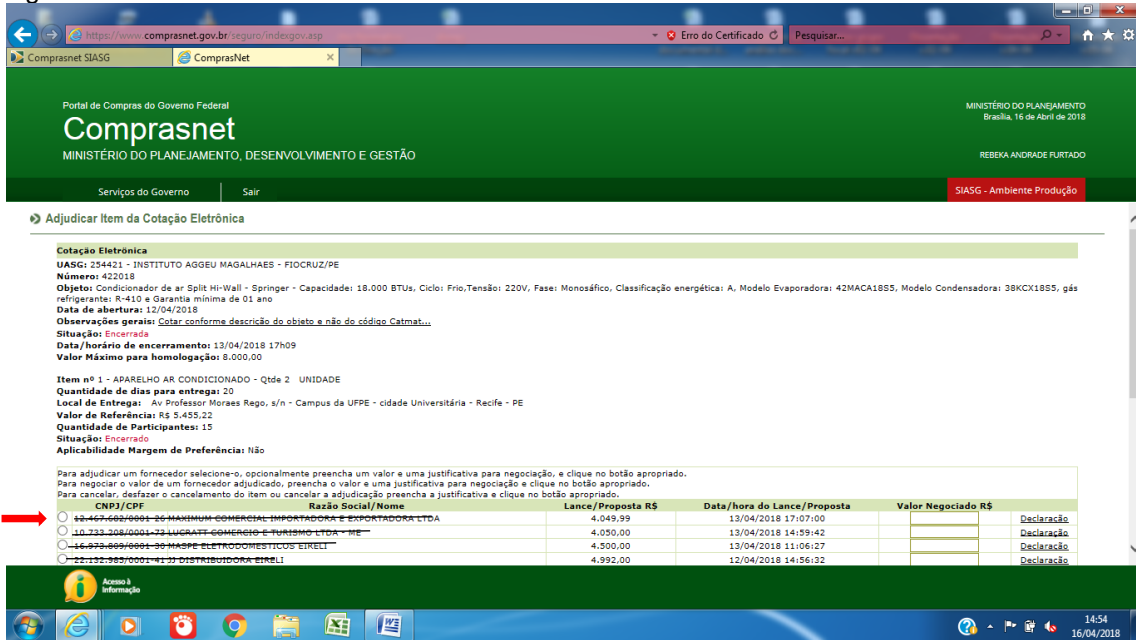 https://www.comprasnet.gov.br/seguro/indexgov.asp
Erro do Certificado
Pesquisar...
Comprasnet SIASG
ComprasNet
Portal de Compras do Governo Federal
Comprasnet
MINISTÉRIO DO PLANEJAMENTO, DESENVOLVIMENTO E GESTÃO
MINISTÉRIO DO PLANEJAMENTO
Brasília, 16 de Abril de 2018
REBEKA ANDRADE FURTADO
Serviços do Governo
Sair
SIASG - Ambiente Produção
Adjudicar Item da Cotação Eletrônica
Cotação Eletrônica
UASG: 254421 - INSTITUTO AGGEU MAGALHAES - FIOCRUZ/PE
Número: 422018
Objeto: Condicionador de ar Split Hi-Wall - Springer - Capacidade: 18.000 BTUs, Ciclo: Frio,Tensão: 220V, Fase: Monosáfico, Classificação energética: A, Modelo Evaporadora: 42MACA18S5, Modelo Condensadora: 38KCX18S5, gás
refrigerante: R-410 e Garantia mínima de 01 ano
Data de abertura: 12/04/2018
Observações gerais: Cotar conforme descrição do objeto e não do código Catmat...
Situação: Encerrada
Data/horário de encerramento: 13/04/2018 17h09
Valor Máximo para homologação: 8.000,00
Item nº 1 - APARELHO AR CONDICIONADO - Qtde 2 UNIDADE
Quantidade de dias para entrega: 20
Local de Entrega: Av Professor Moraes Rego, s/n - Campus da UFPE - cidade Universitária - Recife - PE
Valor de Referência: R$ 5.455,22
Quantidade de Participantes: 15
Situação: Encerrado
Aplicabilidade Margem de Preferência: Não
Para adjudicar um fornecedor selecione-o, opcionalmente preencha um valor e uma justificativa para negociação, e clique no botão apropriado.
Para negociar o valor de um fornecedor adjudicado, preencha o valor e uma justificativa para negociação e clique no botão apropriado.
Para cancelar, desfazer o cancelamento do item ou cancelar a adjudicação preencha a justificativa e clique no botão apropriado.
CNPJ/CPF Razão Social/Nome Lance/Proposta R$ Data/hora do Lance/Proposta Valor Negociado R$
12.467.682/0001-26 MAXIMUM COMERCIAL IMPORTADORA E EXPORTADORA LTDA 4.049,99 13/04/2018 17:07:00 Declaração
10.733.208/0001-73 LUCRATT COMERCIO E TURISMO LTDA - ME 4.050,00 13/04/2018 14:59:42 Declaração
16.973.809/0001-30 MASPE ELETRODOMESTICOS EIRELI 4.500,00 13/04/2018 11:06:27 Declaração
22.132.985/0001-41 JJ DISTRIBUIDORA EIRELI 4.992,00 12/04/2018 14:56:32 Declaração
Acesso à
Informação
14:54
16/04/2018